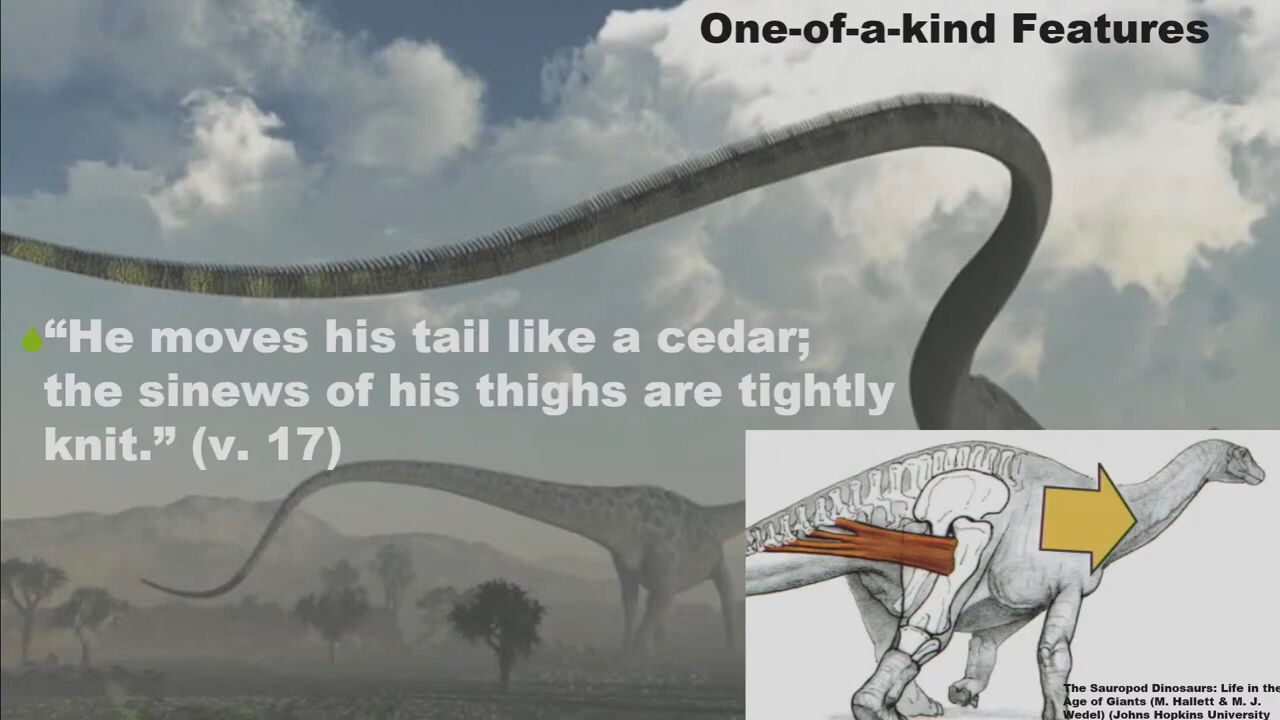 One-of-a-kind Features
“He moves his tail like a cedar;
the sinews of his thighs are tightly
knit.” (v. 17)
The Sauropod Dinosaurs: Life in the
Age of Giants (M. Hallett & M. J.
Wedel) (Johns Hopkins University